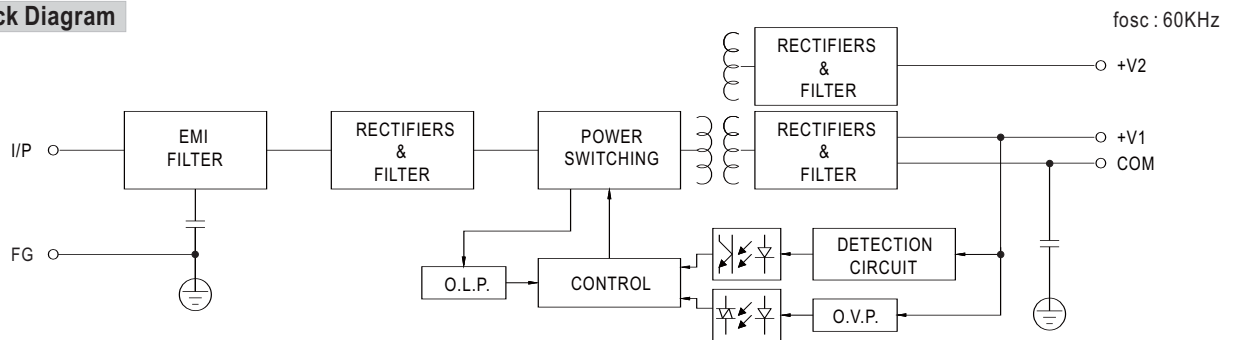 ck Diagram
fosc : 60KHz
RECTIFIERS
&
FILTER
+V2
I/P
EMI
FILTER
RECTIFIERS
&
FILTER
POWER
SWITCHING
RECTIFIERS
&
FILTER
+V1
COM
FG
O.L.P.
CONTROL
DETECTION
CIRCUIT
O.V.P.